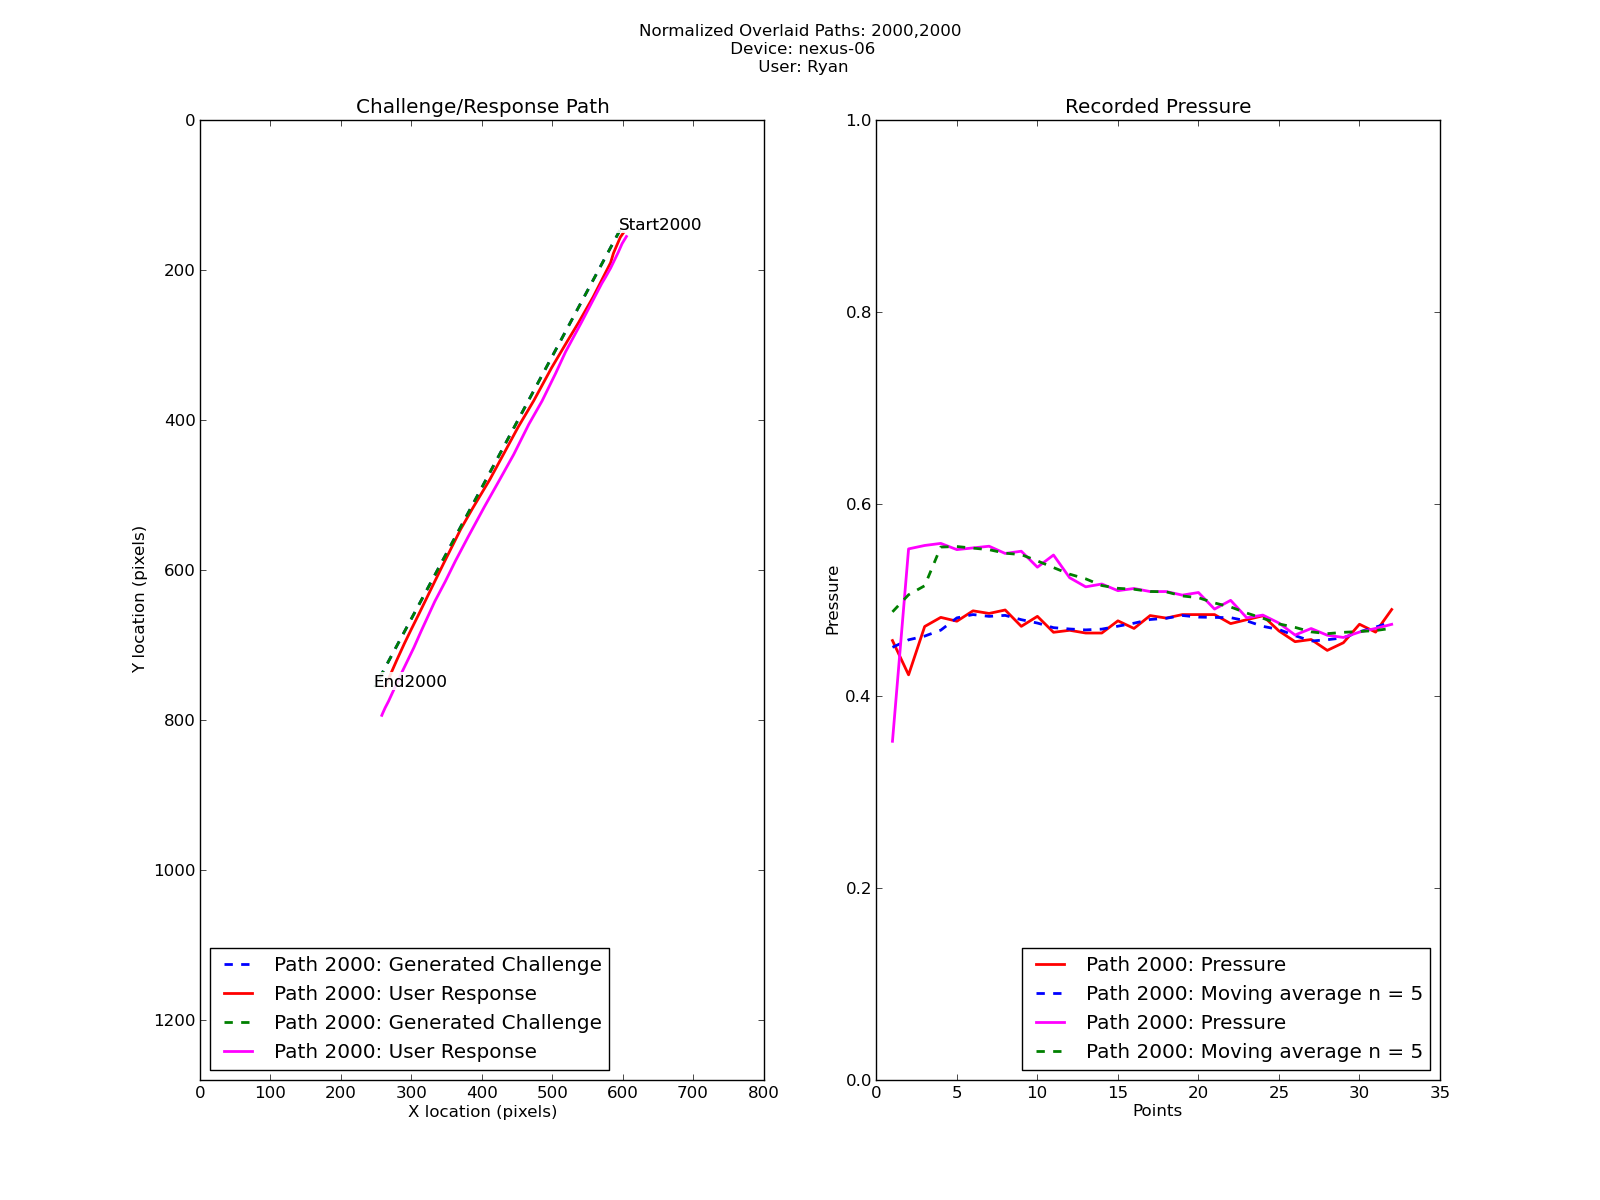 Normalized Overlaid Paths: 2000,2000
Device: nexus-06
User: Ryan
Challenge/Response Path
0
200
400
600
800
1000
1200
Y location (pixels)
Start2000
End2000
Path 2000: Generated Challenge
Path 2000: User Response
Path 2000: Generated Challenge
Path 2000: User Response
0 100 200 300 400 500 600 700 800
X location (pixels)
Recorded Pressure
1.0
0.8
0.6
0.4
0.2
0.0
Pressure
Path 2000: Pressure
Path 2000: Moving average n = 5
Path 2000: Pressure
Path 2000: Moving average n = 5
0 5 10 15 20 25 30 35
Points